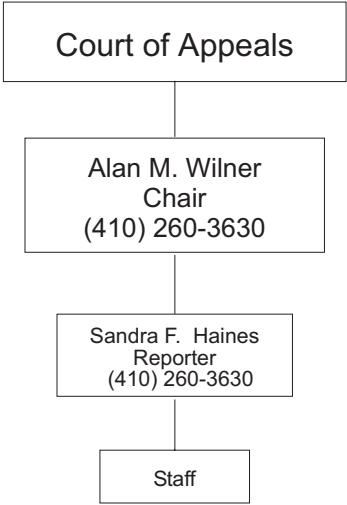 Court of Appeals
Alan M. Wilner
Chair
(410) 260-3630
Sandra F. Haines
Reporter
(410) 260-3630
Staff